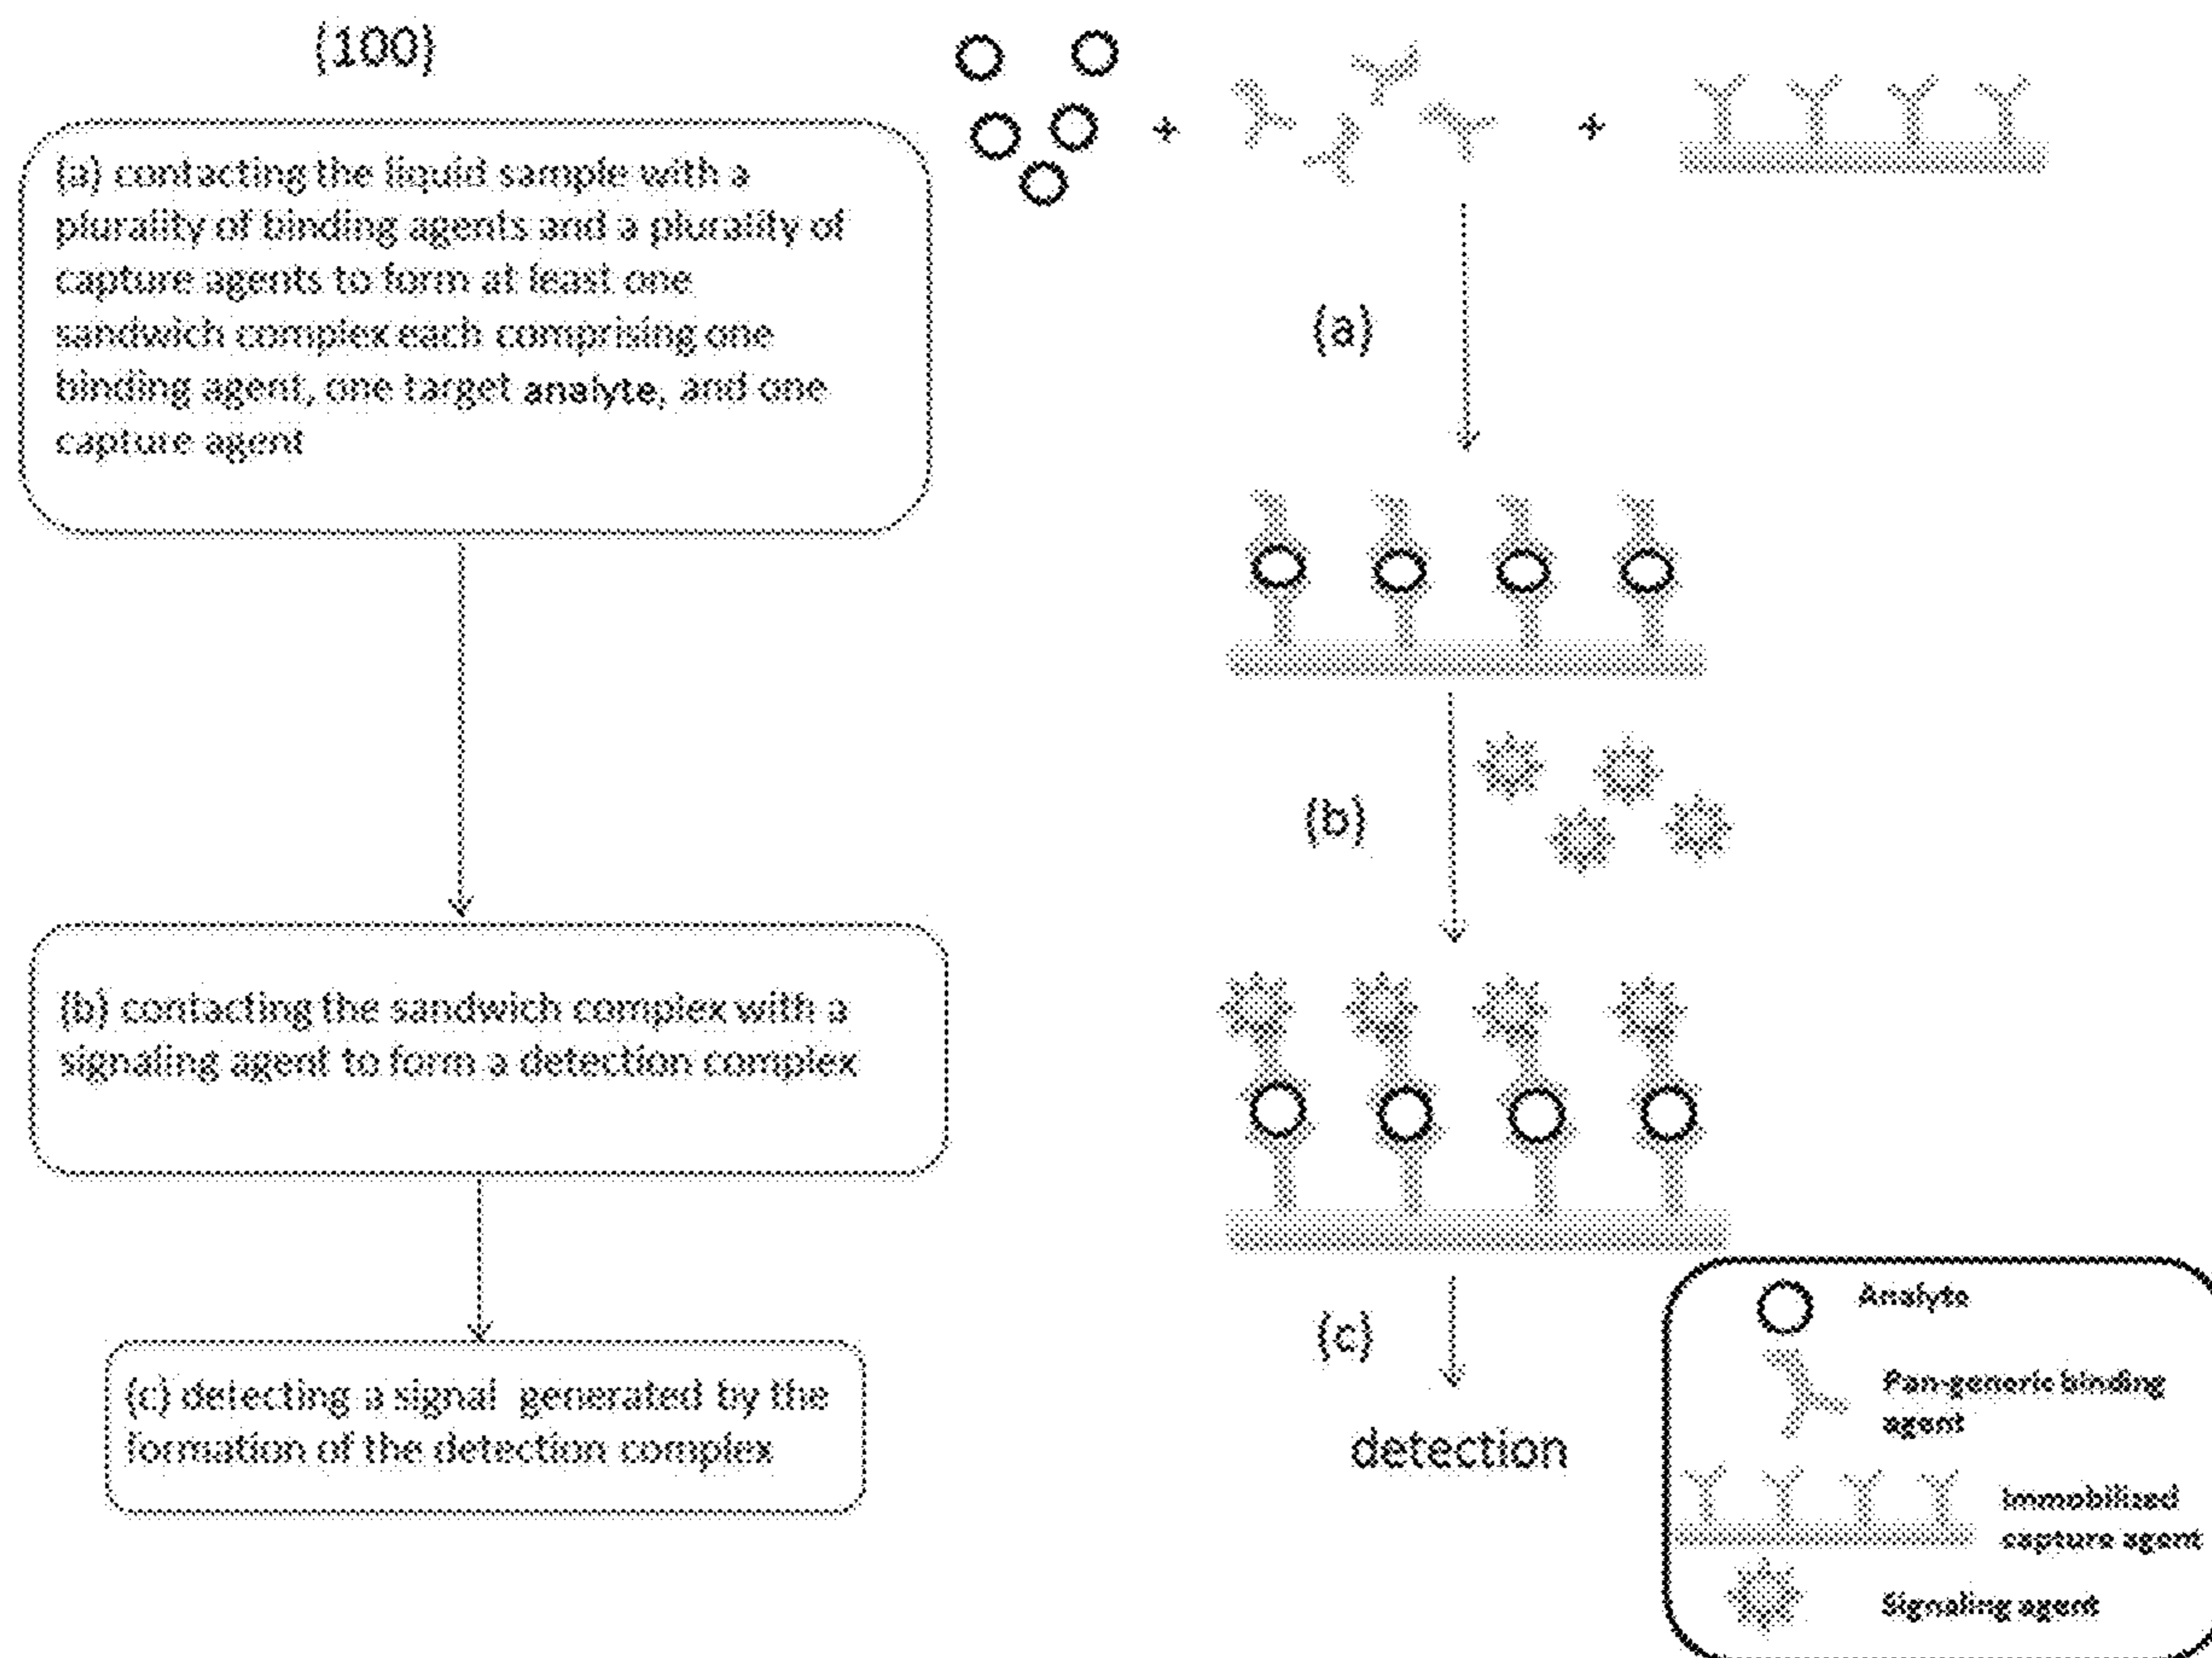 (100)
(a) contacting the liquid sample with a
plurality of binding agents and a plurality of
capture agents to form at least one
sandwich complex each comprising one
binding agent, one target analyte, and one
capture agent
+
+
(a)
(b)
(b) contacting the sandwich complex with a
signaling agent to form a detection complex
(c)
detection
(c) detecting a signal generated by the
formation of the detection complex
Analyte
Pan-generic binding
agent
Immobilized
capture agent
Signaling agent